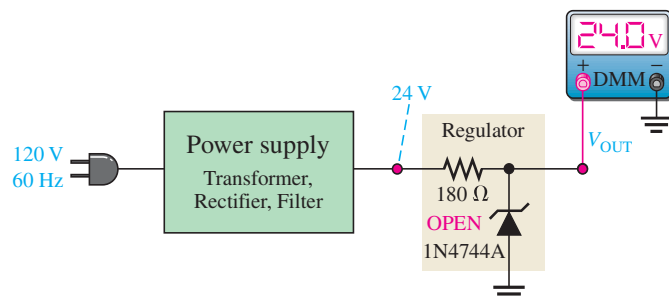 24.0 V
+ DMM −
24 V
Regulator
V_OUT
120 V
60 Hz
Power supply
Transformer,
Rectifier, Filter
180 Ω
OPEN
1N4744A